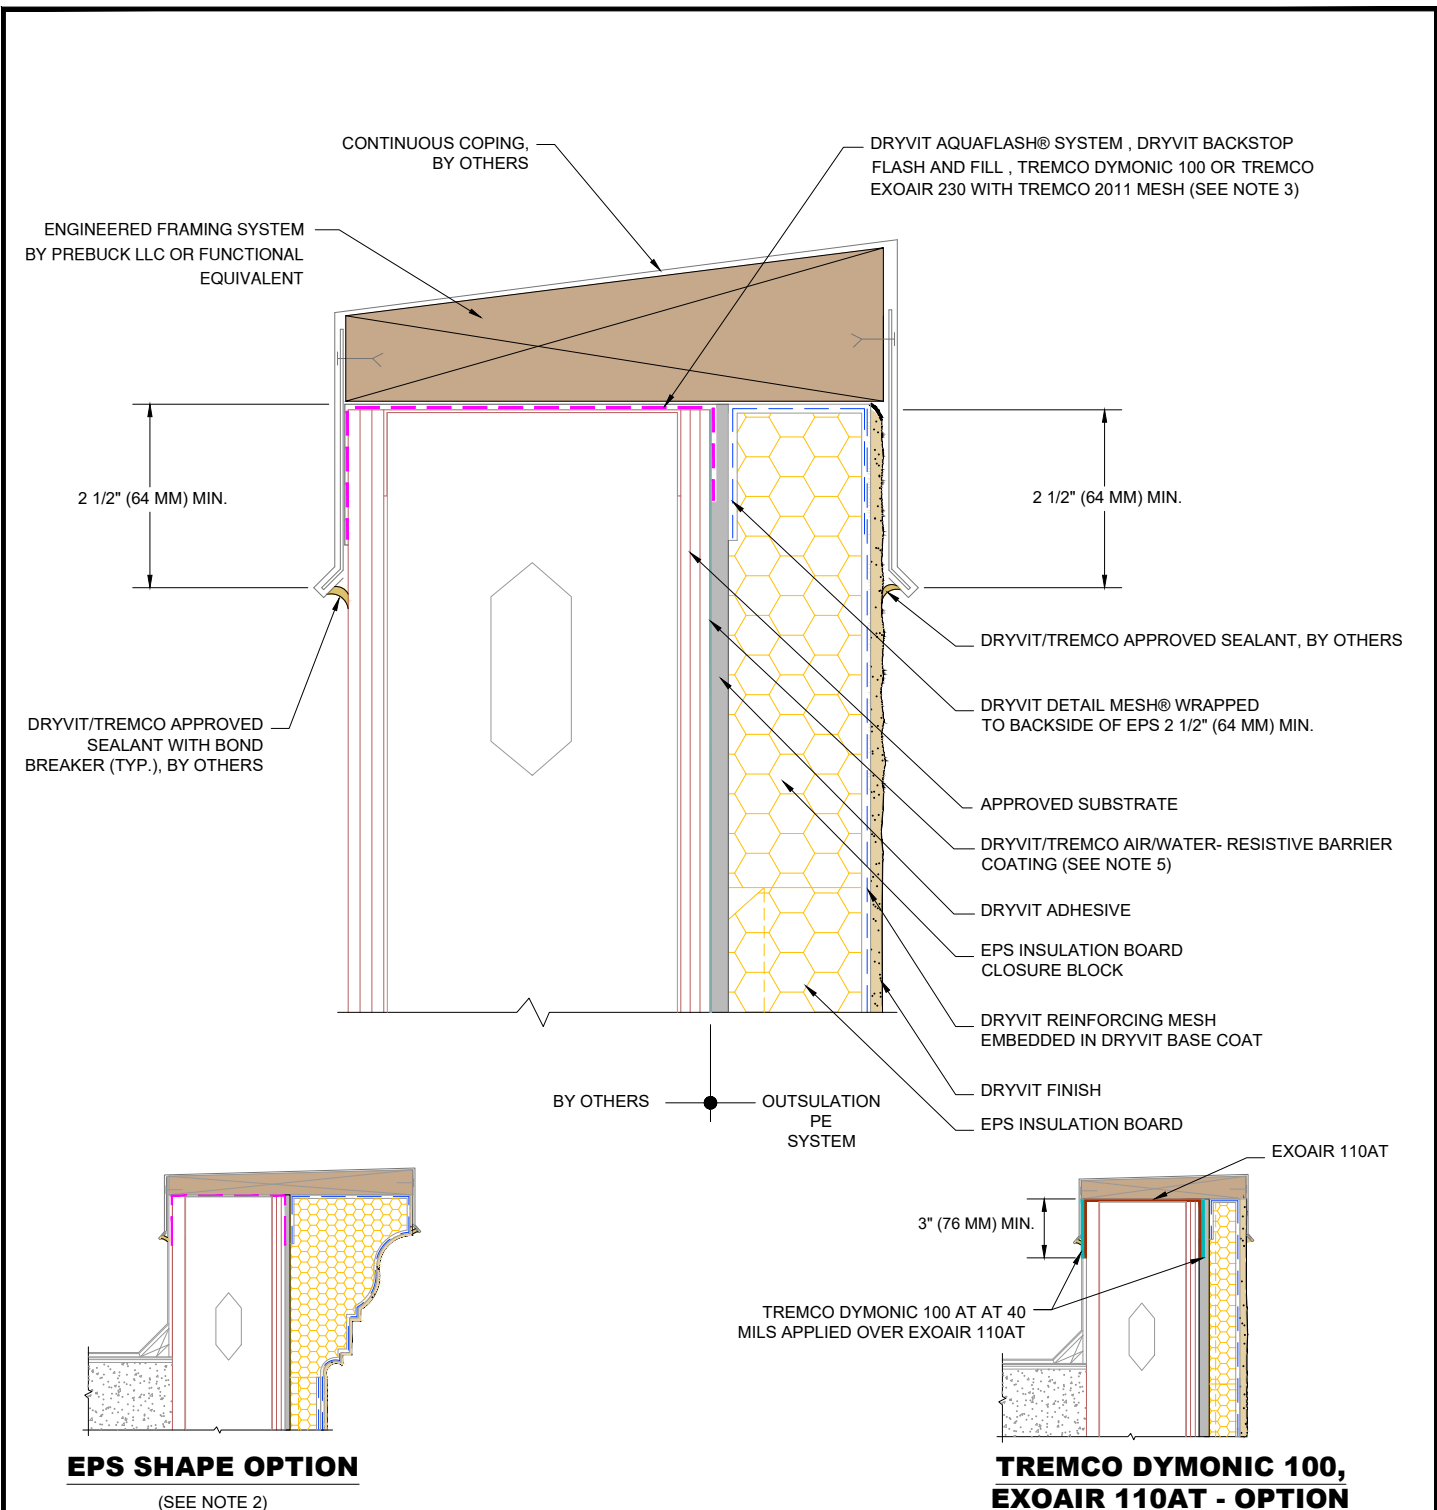 CONTINUOUS COPING,
BY OTHERS
DRYVIT AQUAFLASH® SYSTEM , DRYVIT BACKSTOP
FLASH AND FILL , TREMCO DYMONIC 100 OR TREMCO
EXOAIR 230 WITH TREMCO 2011 MESH (SEE NOTE 3)
ENGINEERED FRAMING SYSTEM
BY PREBUCK LLC OR FUNCTIONAL
EQUIVALENT
2 1/2" (64 MM) MIN.
2 1/2" (64 MM) MIN.
DRYVIT/TREMCO APPROVED SEALANT, BY OTHERS
DRYVIT DETAIL MESH® WRAPPED
TO BACKSIDE OF EPS 2 1/2" (64 MM) MIN.
DRYVIT/TREMCO APPROVED
SEALANT WITH BOND
BREAKER (TYP.), BY OTHERS
APPROVED SUBSTRATE
DRYVIT/TREMCO AIR/WATER- RESISTIVE BARRIER
COATING (SEE NOTE 5)
DRYVIT ADHESIVE
EPS INSULATION BOARD
CLOSURE BLOCK
DRYVIT REINFORCING MESH
EMBEDDED IN DRYVIT BASE COAT
DRYVIT FINISH
EPS INSULATION BOARD
BY OTHERS
OUTSULATION
PE
SYSTEM
EXOAIR 110AT
3" (76 MM) MIN.
TREMCO DYMONIC 100 AT AT 40
MILS APPLIED OVER EXOAIR 110AT
EPS SHAPE OPTION
(SEE NOTE 2)
TREMCO DYMONIC 100,
EXOAIR 110AT - OPTION